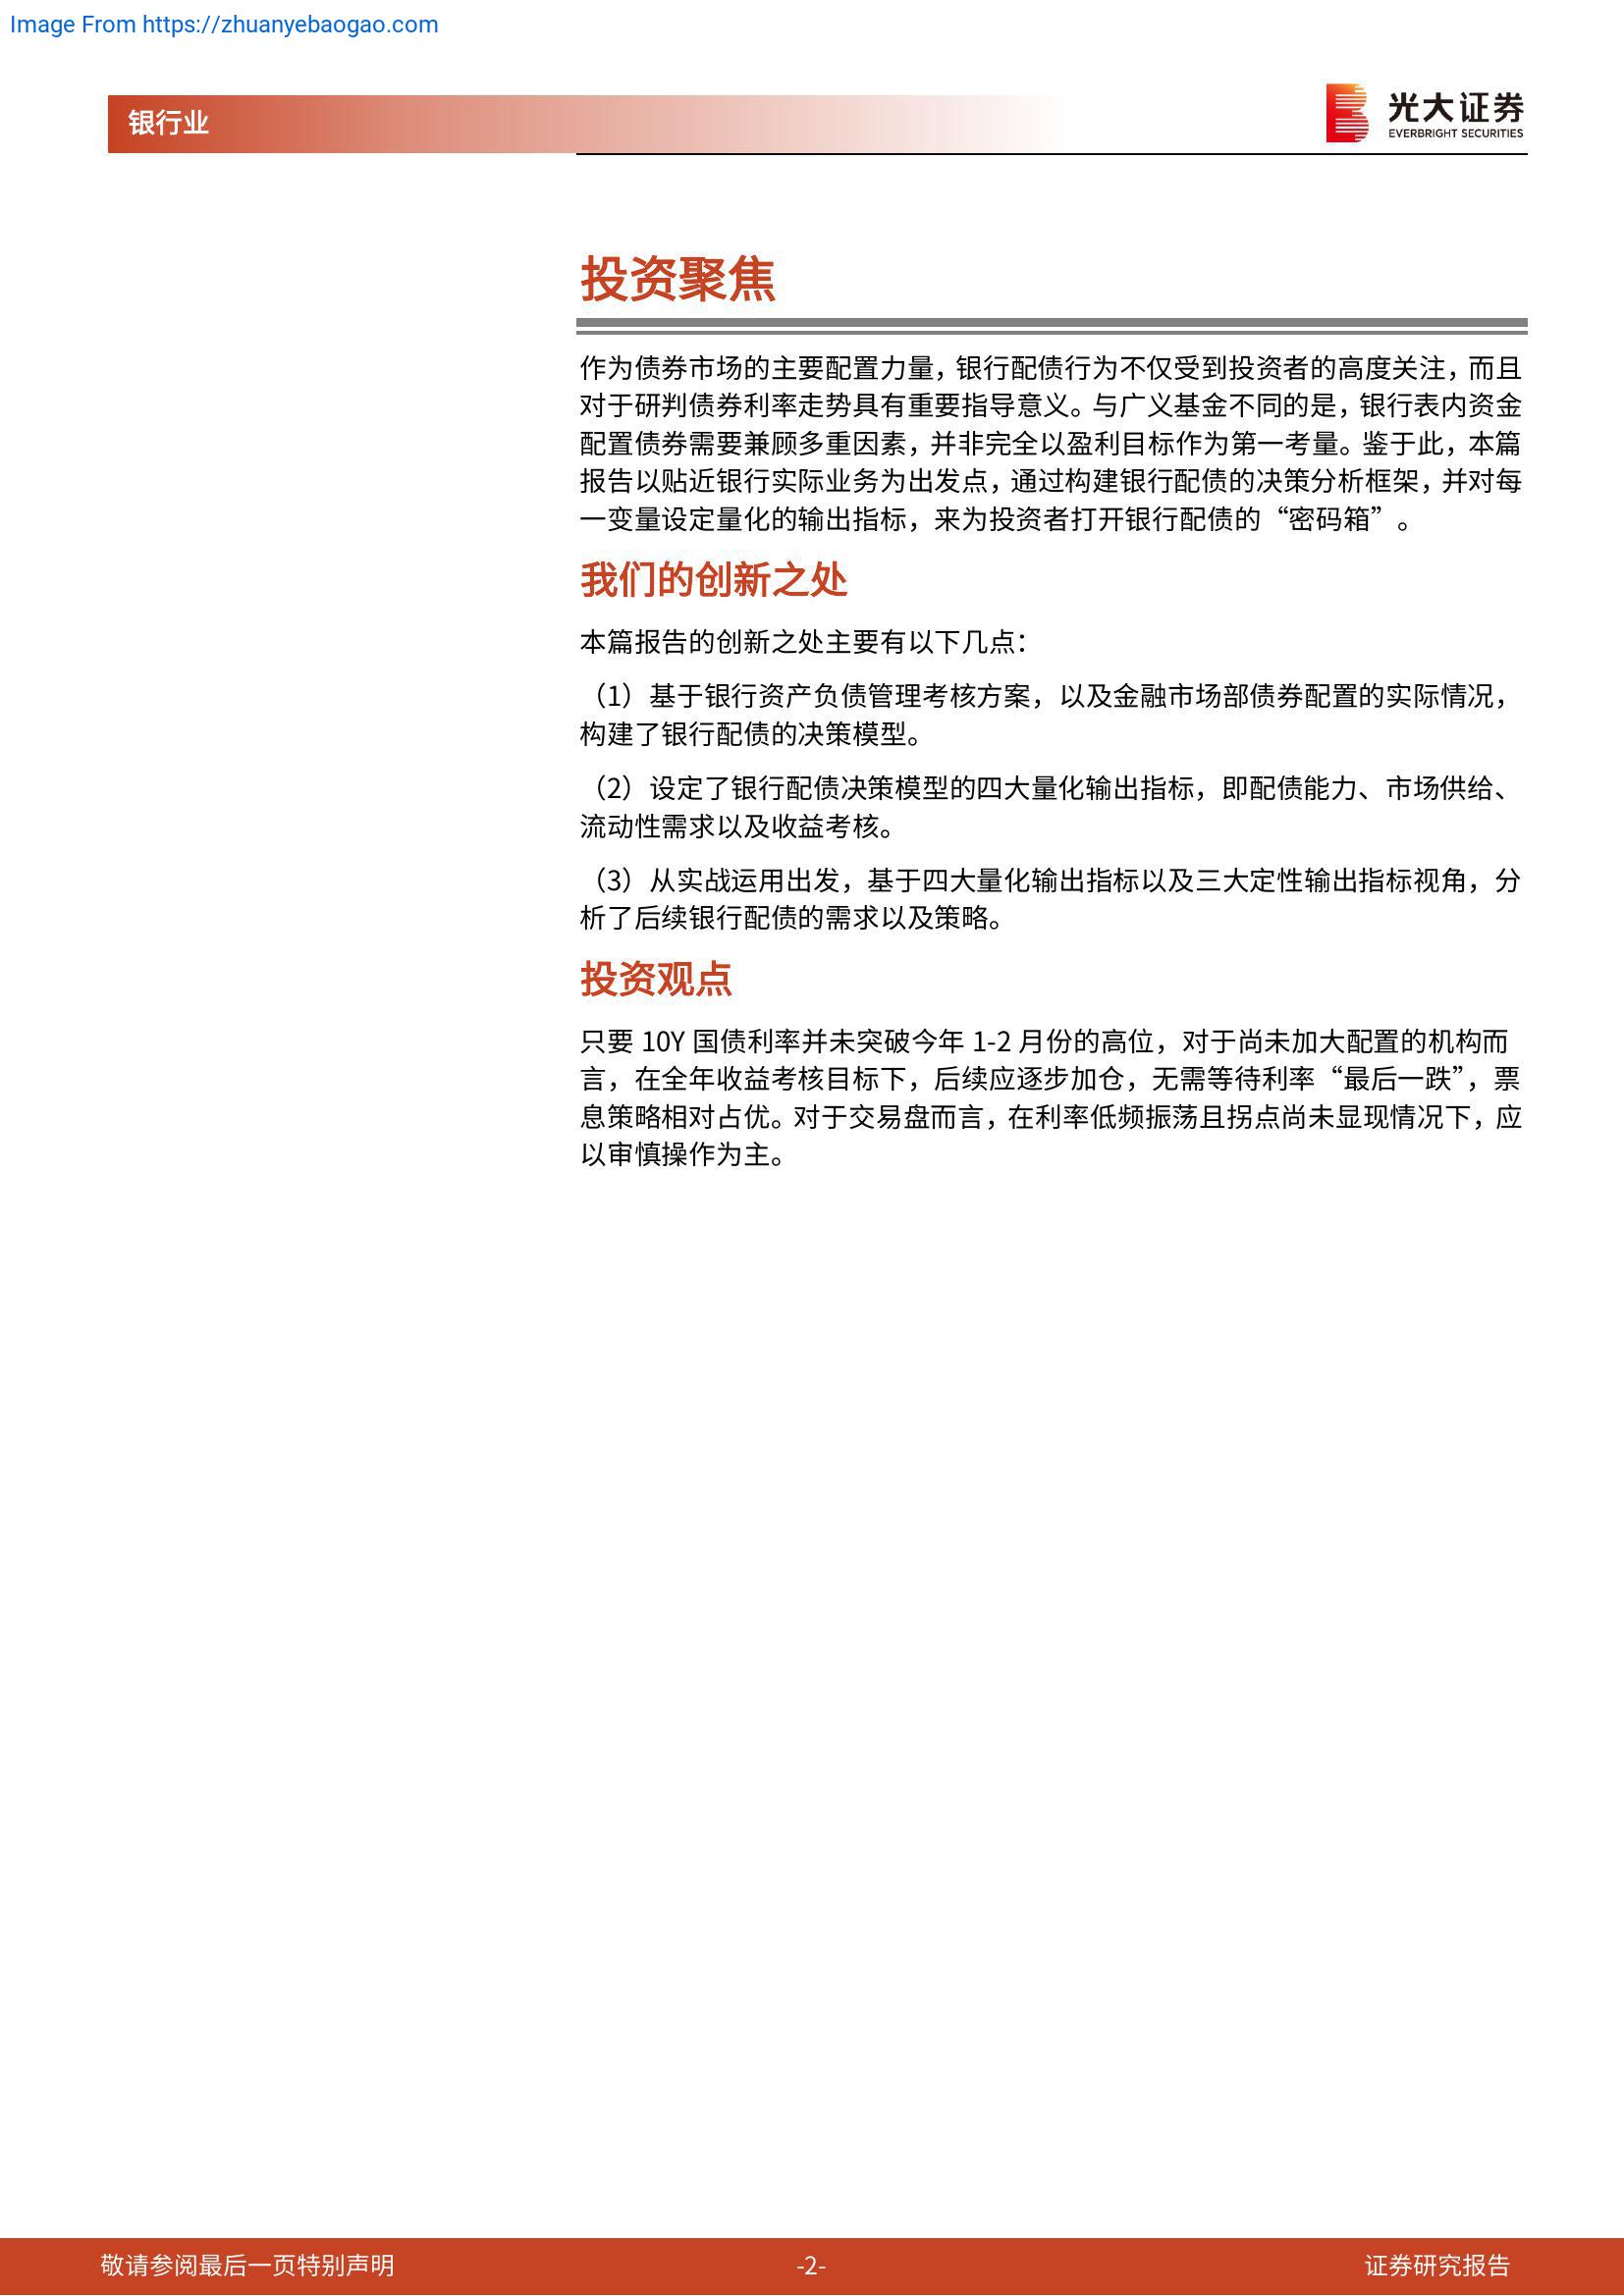 Image From https://zhuanyebaogao.com
银行业
光大证券
EVERBRIGHT SECURITIES
投资聚焦
作为债券市场的主要配置力量，银行配债行为不仅受到投资者的高度关注，而且
对于研判债券利率走势具有重要指导意义。与广义基金不同的是，银行表内资金
配置债券需要兼顾多重因素，并非完全以盈利目标作为第一考量。鉴于此，本篇
报告以贴近银行实际业务为出发点，通过构建银行配债的决策分析框架，并对每
一变量设定量化的输出指标，来为投资者打开银行配债的“密码箱”。
我们的创新之处
本篇报告的创新之处主要有以下几点：
（1）基于银行资产负债管理考核方案，以及金融市场部债券配置的实际情况，
构建了银行配债的决策模型。
（2）设定了银行配债决策模型的四大量化输出指标，即配债能力、市场供给、
流动性需求以及收益考核。
（3）从实战运用出发，基于四大量化输出指标以及三大定性输出指标视角，分
析了后续银行配债的需求以及策略。
投资观点
只要 10Y 国债利率并未突破今年 1-2 月份的高位，对于尚未加大配置的机构而
言，在全年收益考核目标下，后续应逐步加仓，无需等待利率“最后一跌”，票
息策略相对占优。对于交易盘而言，在利率低频振荡且拐点尚未显现情况下，应
以审慎操作为主。
敬请参阅最后一页特别声明
-2-
证券研究报告